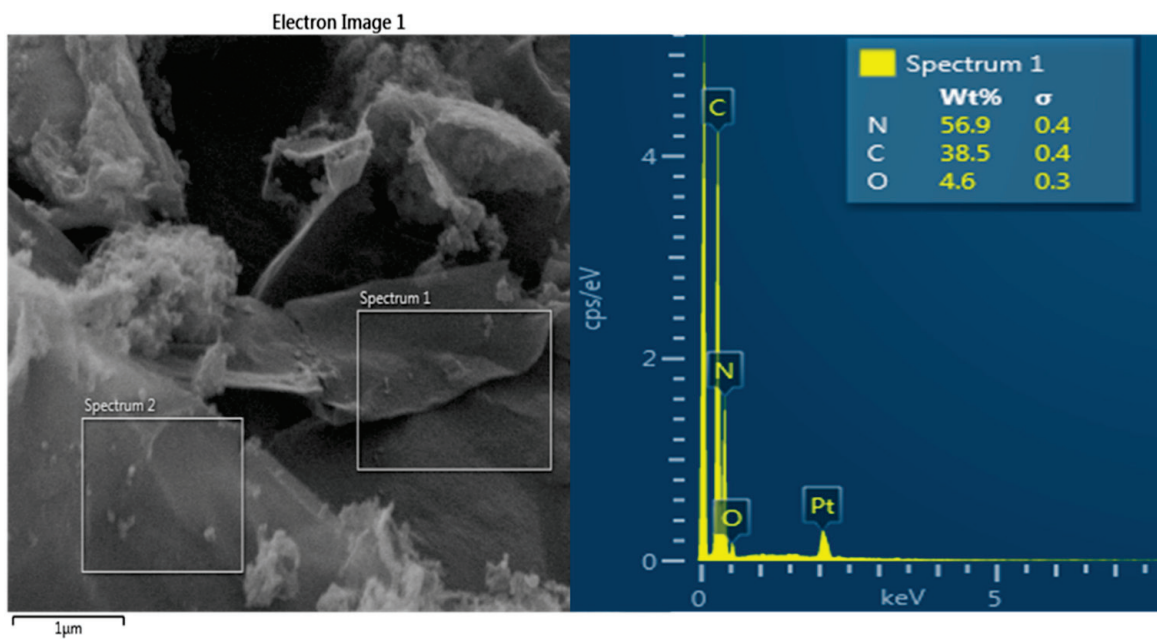 Electron Image 1
Spectrum 1
Spectrum 2
1µm
Spectrum 1
Wt% σ
N 56.9 0.4
C 38.5 0.4
O 4.6 0.3
C
N
O
Pt
4
2
0
cps/eV
0 keV 5